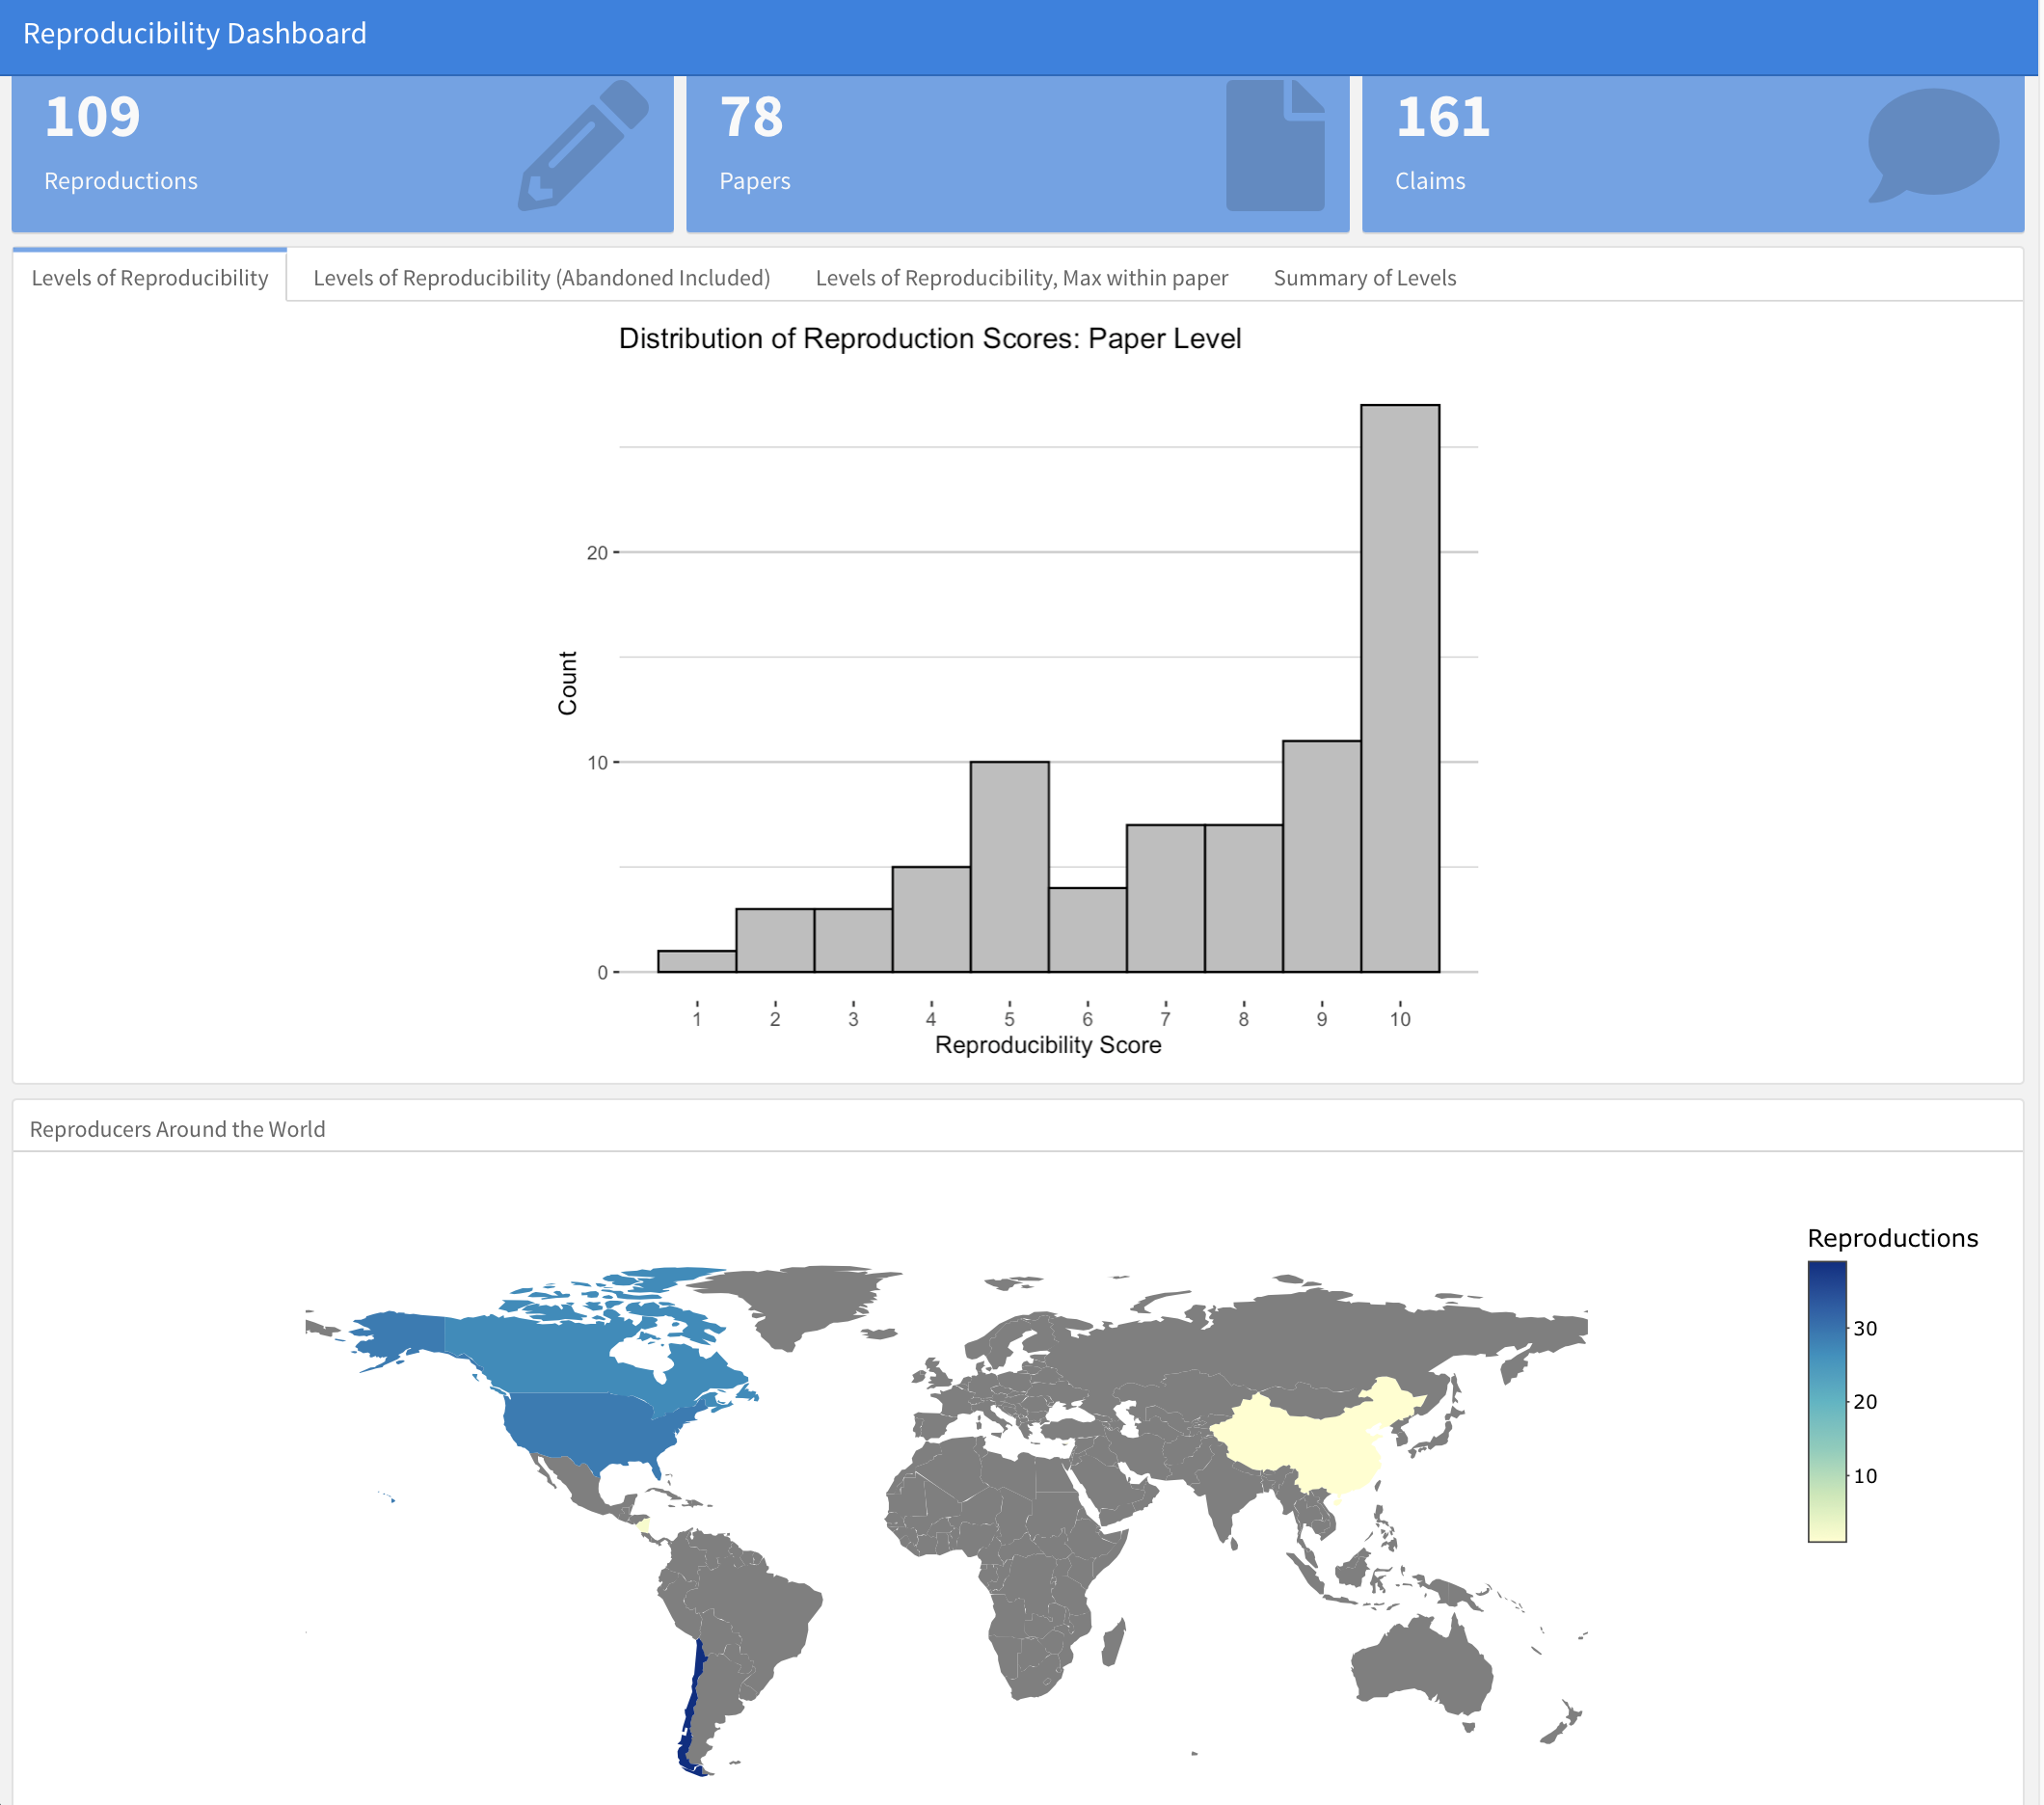 Reproducibility Dashboard
109
Reproductions
78
Papers
161
Claims
Levels of Reproducibility
Levels of Reproducibility (Abandoned Included)
Levels of Reproducibility, Max within paper
Summary of Levels
Distribution of Reproduction Scores: Paper Level
Count
20
10
0
1 2 3 4 5 6 7 8 9 10
Reproducibility Score
Reproducers Around the World
Reproductions
30
20
10